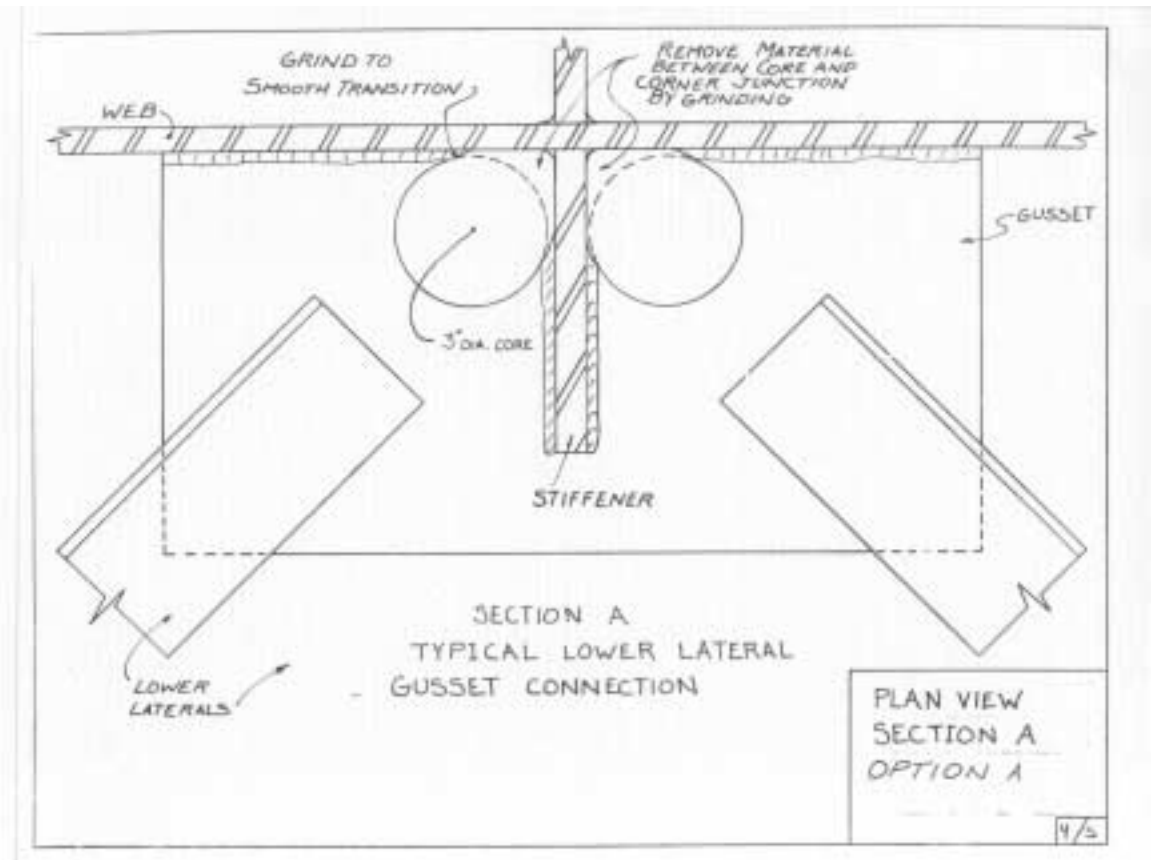 GRIND TO
SMOOTH TRANSITION
REMOVE MATERIAL
BETWEEN CORE AND
CORNER JUNCTION
BY GRINDING
WEB
GUSSET
3" DIA. CORE
STIFFENER
SECTION A
TYPICAL LOWER LATERAL
GUSSET CONNECTION
LOWER
LATERALS
PLAN VIEW
SECTION A
OPTION A